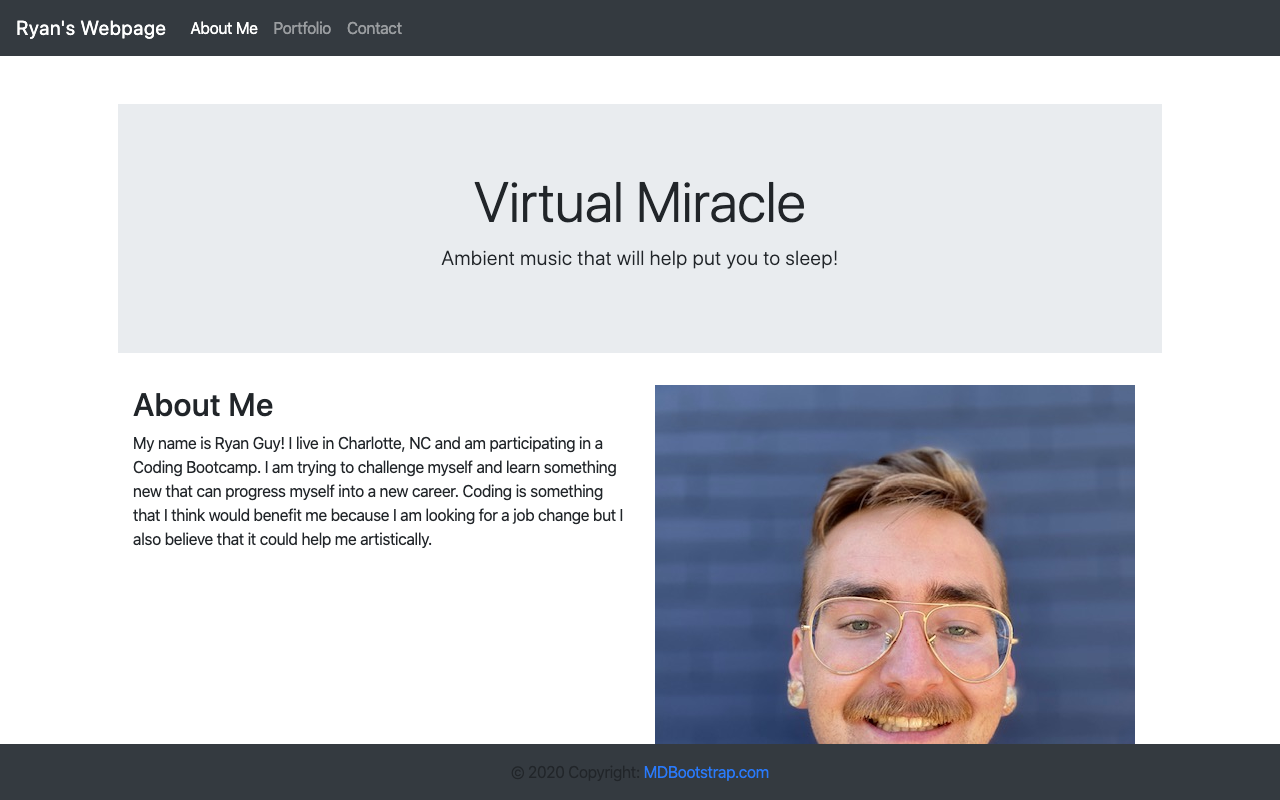 Ryan's Webpage About Me Portfolio Contact
Virtual Miracle
Ambient music that will help put you to sleep!
About Me
My name is Ryan Guy! I live in Charlotte, NC and am participating in a
Coding Bootcamp. I am trying to challenge myself and learn something
new that can progress myself into a new career. Coding is something
that I think would benefit me because I am looking for a job change but I
also believe that it could help me artistically.
© 2020 Copyright: MDBootstrap.com